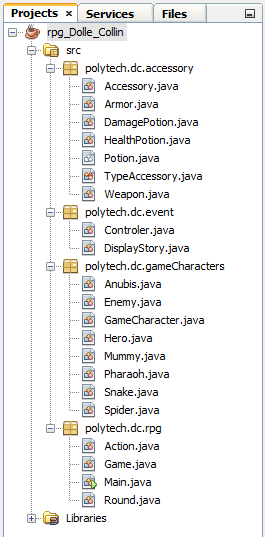 Projects x Services Files
rpg_Dolle_Collin
src
polytech.dc.accessory
Accessory.java
Armor.java
DamagePotion.java
HealthPotion.java
Potion.java
TypeAccessory.java
Weapon.java
polytech.dc.event
Controler.java
DisplayStory.java
polytech.dc.gameCharacters
Anubis.java
Enemy.java
GameCharacter.java
Hero.java
Mummy.java
Pharaoh.java
Snake.java
Spider.java
polytech.dc.rpg
Action.java
Game.java
Main.java
Round.java
Libraries